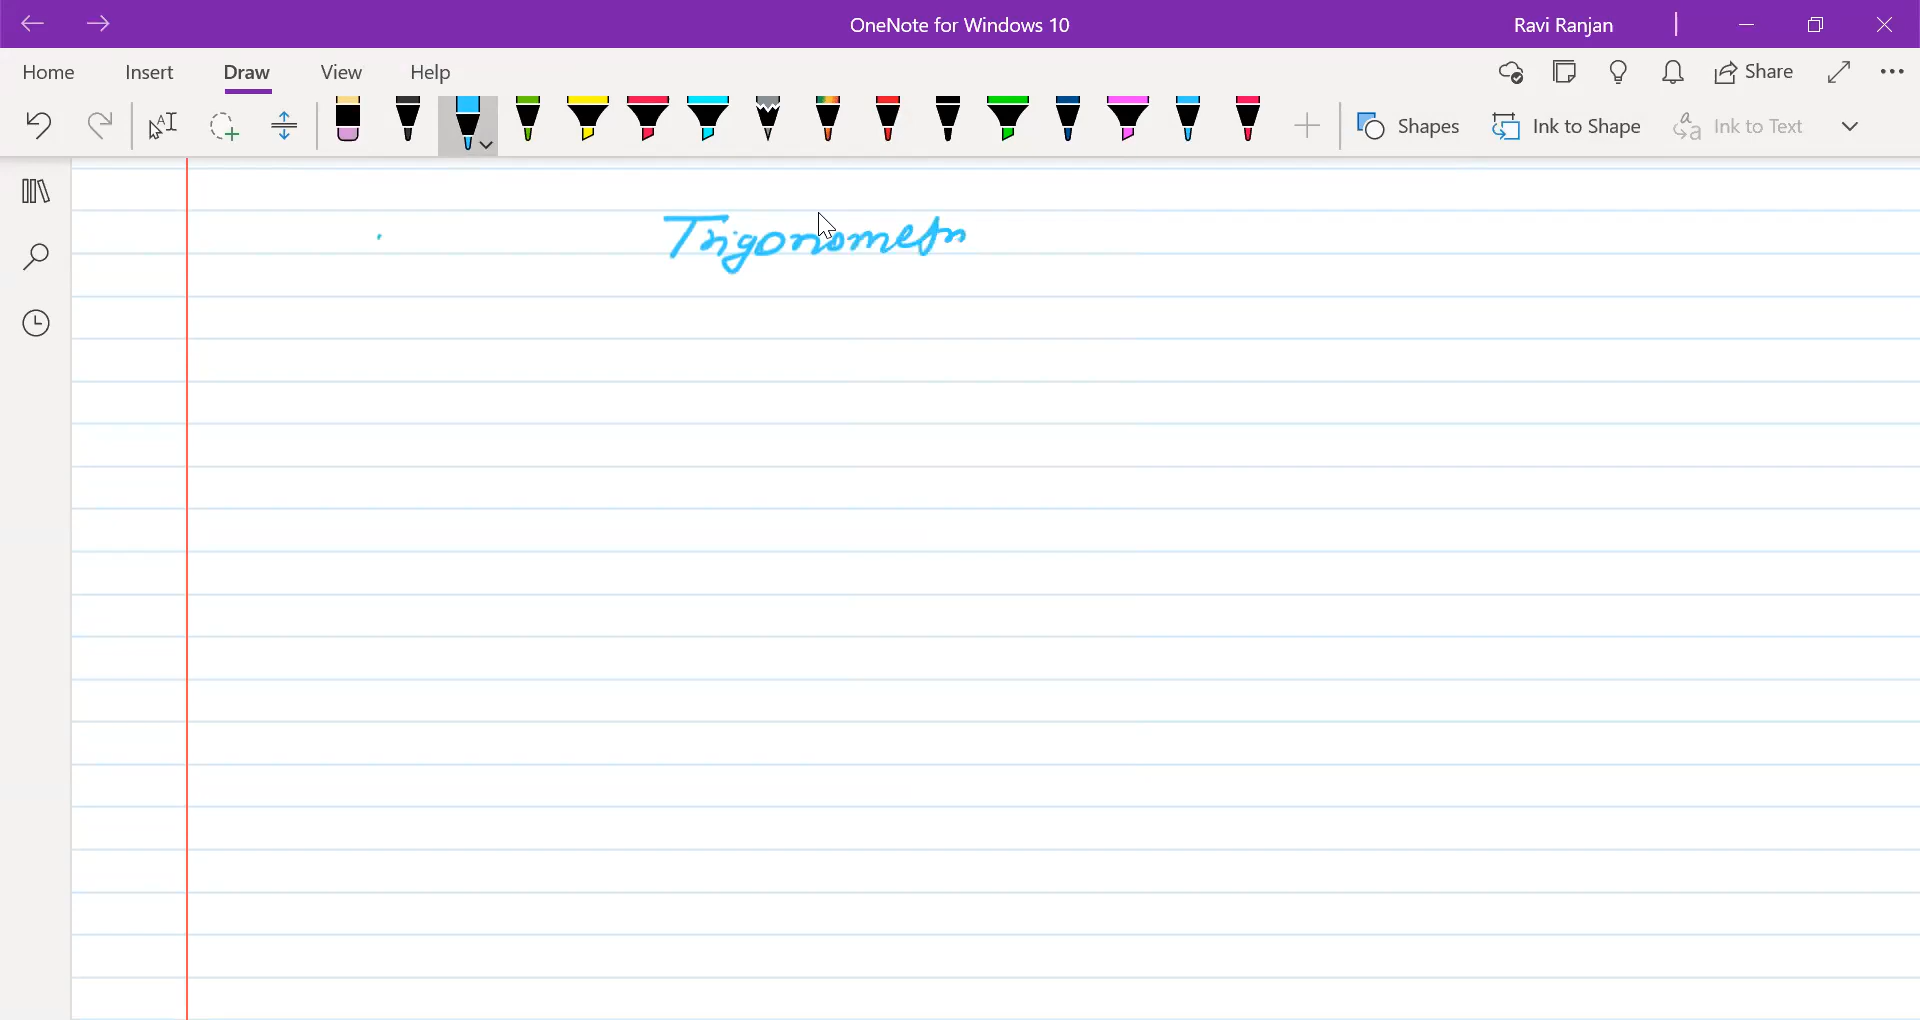 OneNote for Windows 10
Ravi Ranjan
Home Insert Draw View Help
Share
Shapes Ink to Shape Ink to Text
Trigonometr